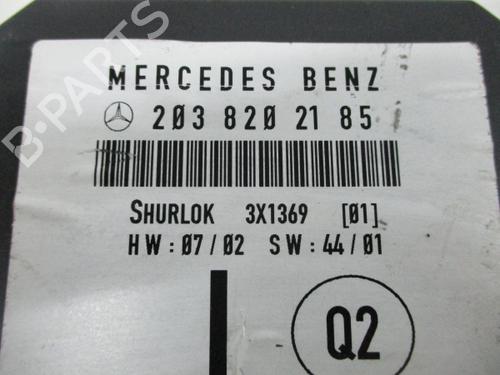 MERCEDES BENZ
203 820 21 85
SHURLOK 3X1369 [01]
HW:07/02 SW:44/01
Q2
B-PARTS